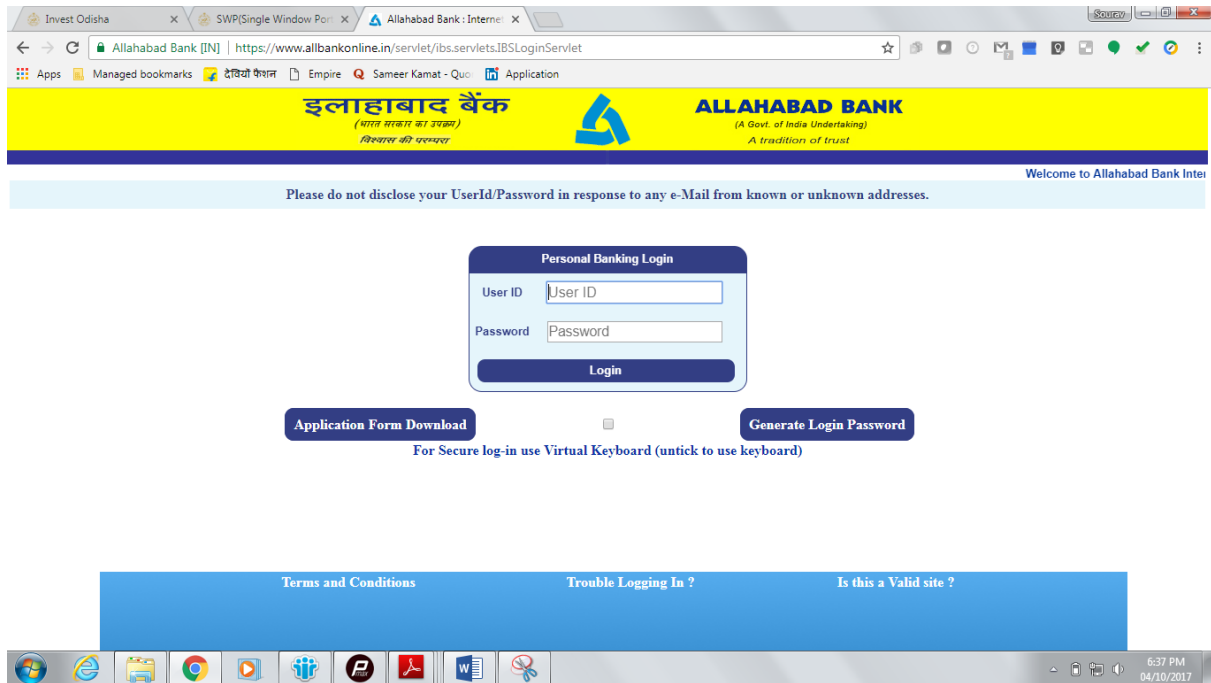 Invest Odisha
SWP(Single Window Por
Allahabad Bank : Interne
Sourav
Allahabad Bank [IN] | https://www.allbankonline.in/servlet/ibs.servlets.IBSLoginServlet
Apps Managed bookmarks देवियों फैशन Empire Sameer Kamat - Quo Application
इलाहाबाद बैंक
(भारत सरकार का उपक्रम)
विश्वास की परम्परा
ALLAHABAD BANK
(A Govt. of India Undertaking)
A tradition of trust
Welcome to Allahabad Bank Inter
Please do not disclose your UserId/Password in response to any e-Mail from known or unknown addresses.
Personal Banking Login
User ID User ID
Password Password
Login
Application Form Download
Generate Login Password
For Secure log-in use Virtual Keyboard (untick to use keyboard)
Terms and Conditions Trouble Logging In ? Is this a Valid site ?
6:37 PM
04/10/2017